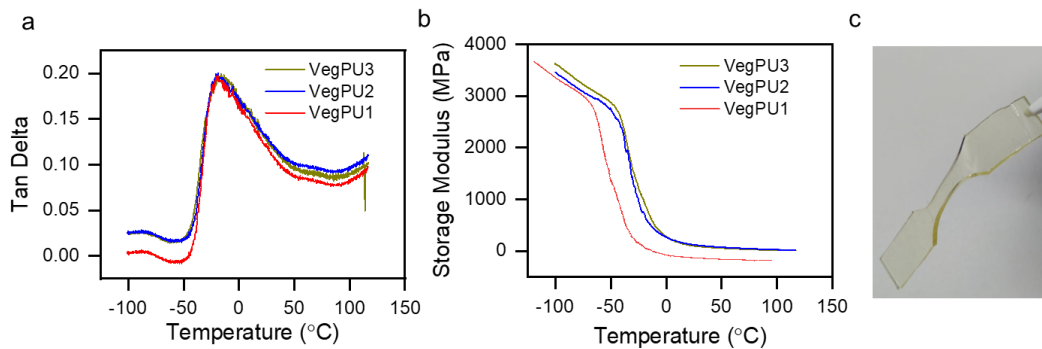 a
Tan Delta
0.20
0.15
0.10
0.05
0.00
VegPU3
VegPU2
VegPU1
-100 -50 0 50 100 150
Temperature (°C)
b
Storage Modulus (MPa)
4000
3000
2000
1000
0
VegPU3
VegPU2
VegPU1
-100 -50 0 50 100 150
Temperature (°C)
c